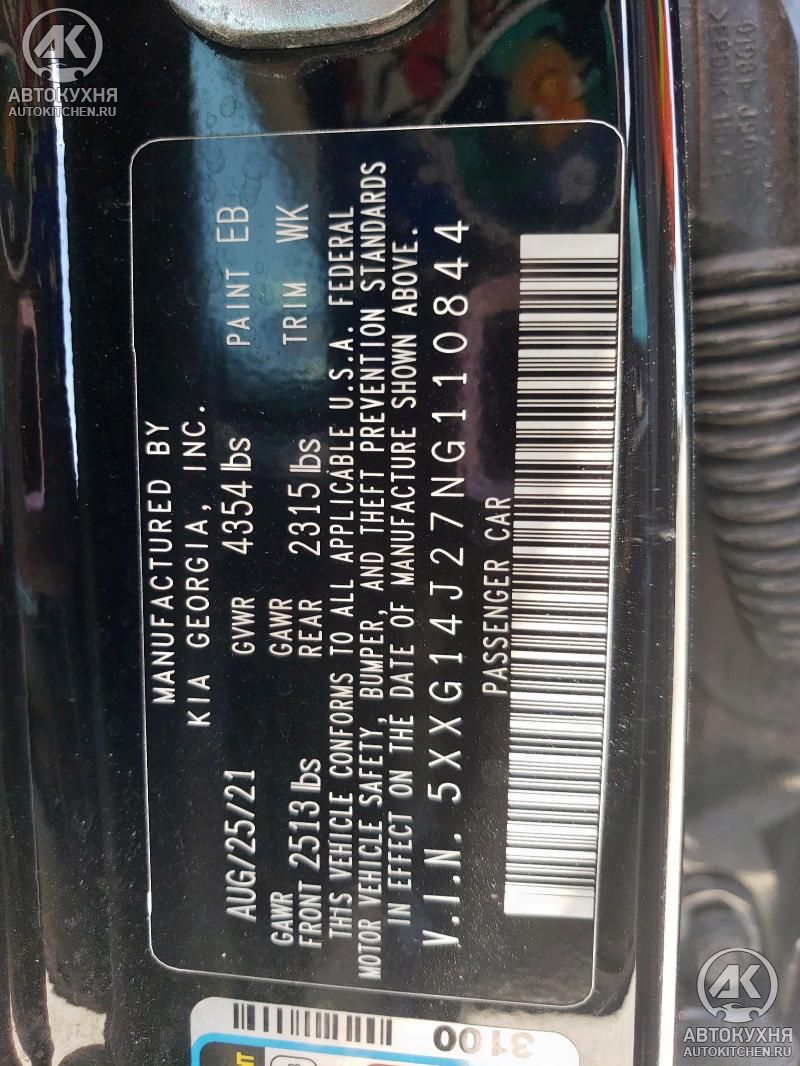 АВТОКУХНЯ
AUTOKITCHEN.RU
MANUFACTURED BY
KIA GEORGIA, INC.
AUG/25/21 GVWR 4354 lbs PAINT EB
GAWR FRONT 2513 lbs GAWR REAR 2315 lbs TRIM WK
THIS VEHICLE CONFORMS TO ALL APPLICABLE U.S.A. FEDERAL
MOTOR VEHICLE SAFETY, BUMPER, AND THEFT PREVENTION STANDARDS
IN EFFECT ON THE DATE OF MANUFACTURE SHOWN ABOVE.
V.I.N. 5XXG14J27NG110844
PASSENGER CAR
3100
АВТОКУХНЯ
AUTOKITCHEN.RU